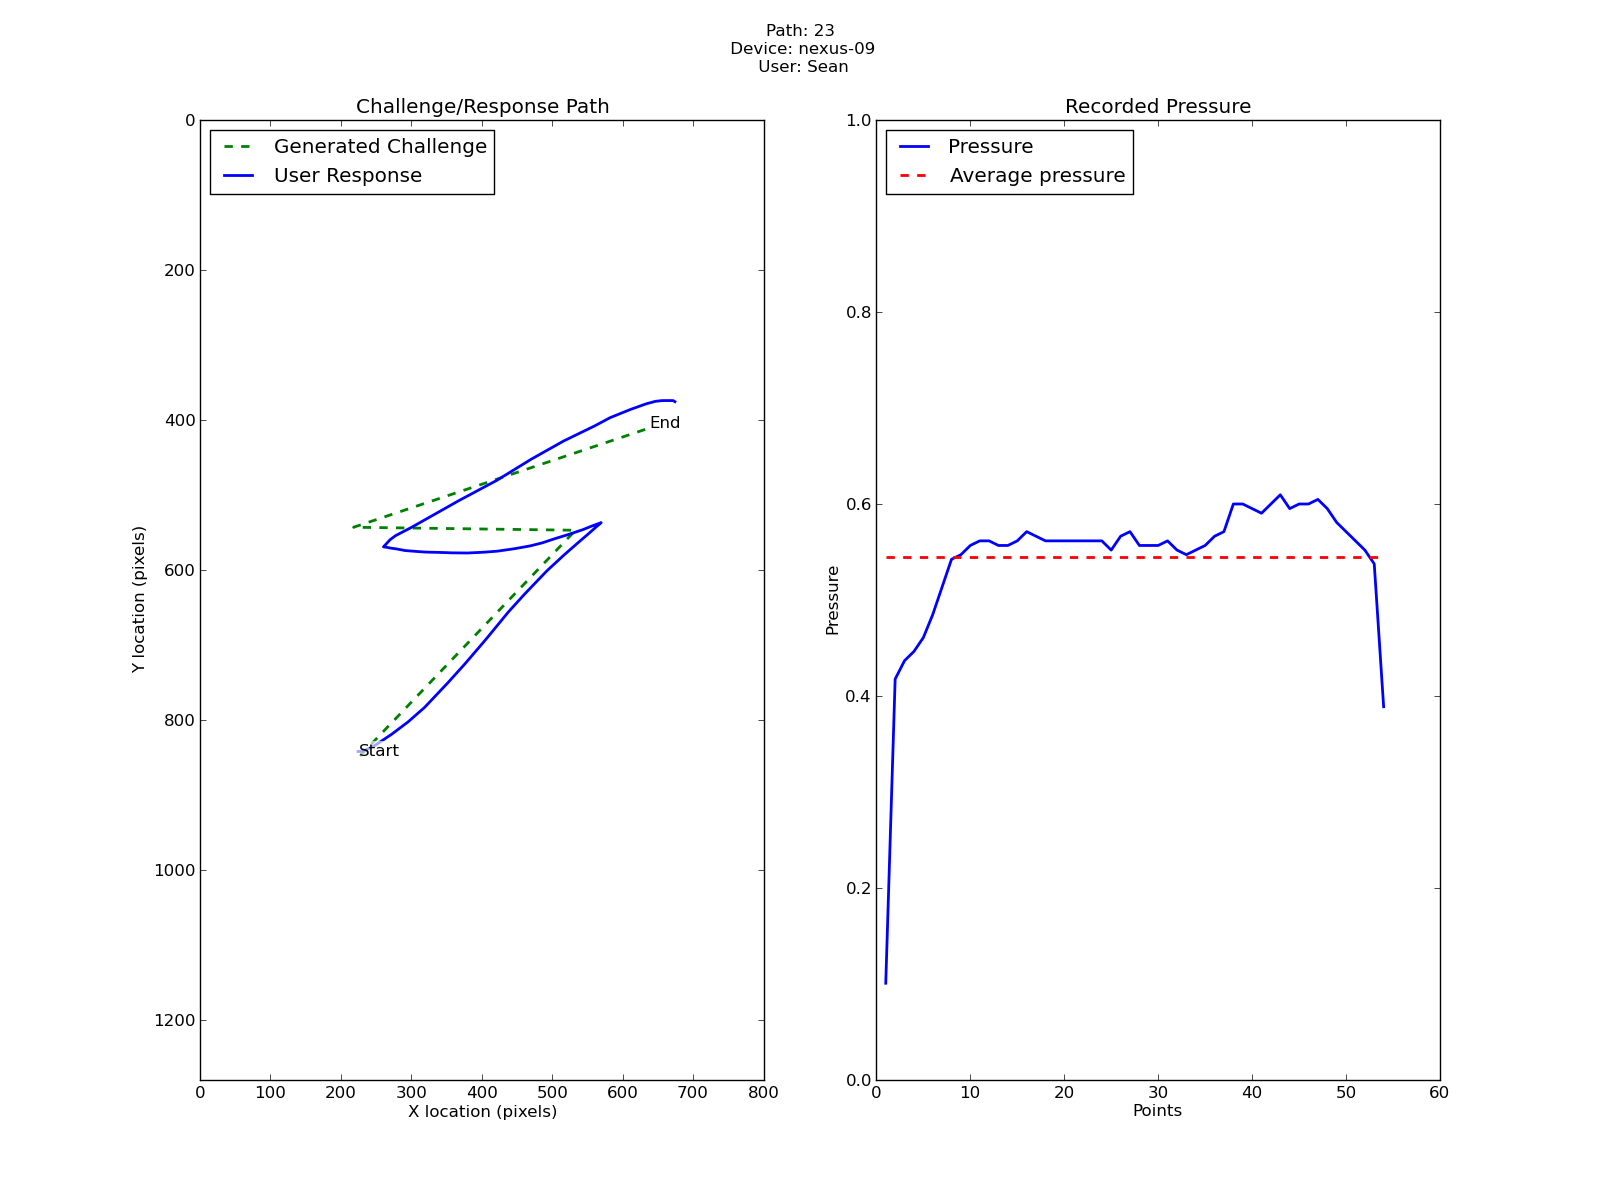 Path: 23
Device: nexus-09
User: Sean
Challenge/Response Path
Generated Challenge
User Response
0
200
400
600
800
1000
1200
Y location (pixels)
End
Start
0 100 200 300 400 500 600 700 800
X location (pixels)
Recorded Pressure
Pressure
Average pressure
1.0
0.8
0.6
0.4
0.2
0.0
Pressure
0 10 20 30 40 50 60
Points